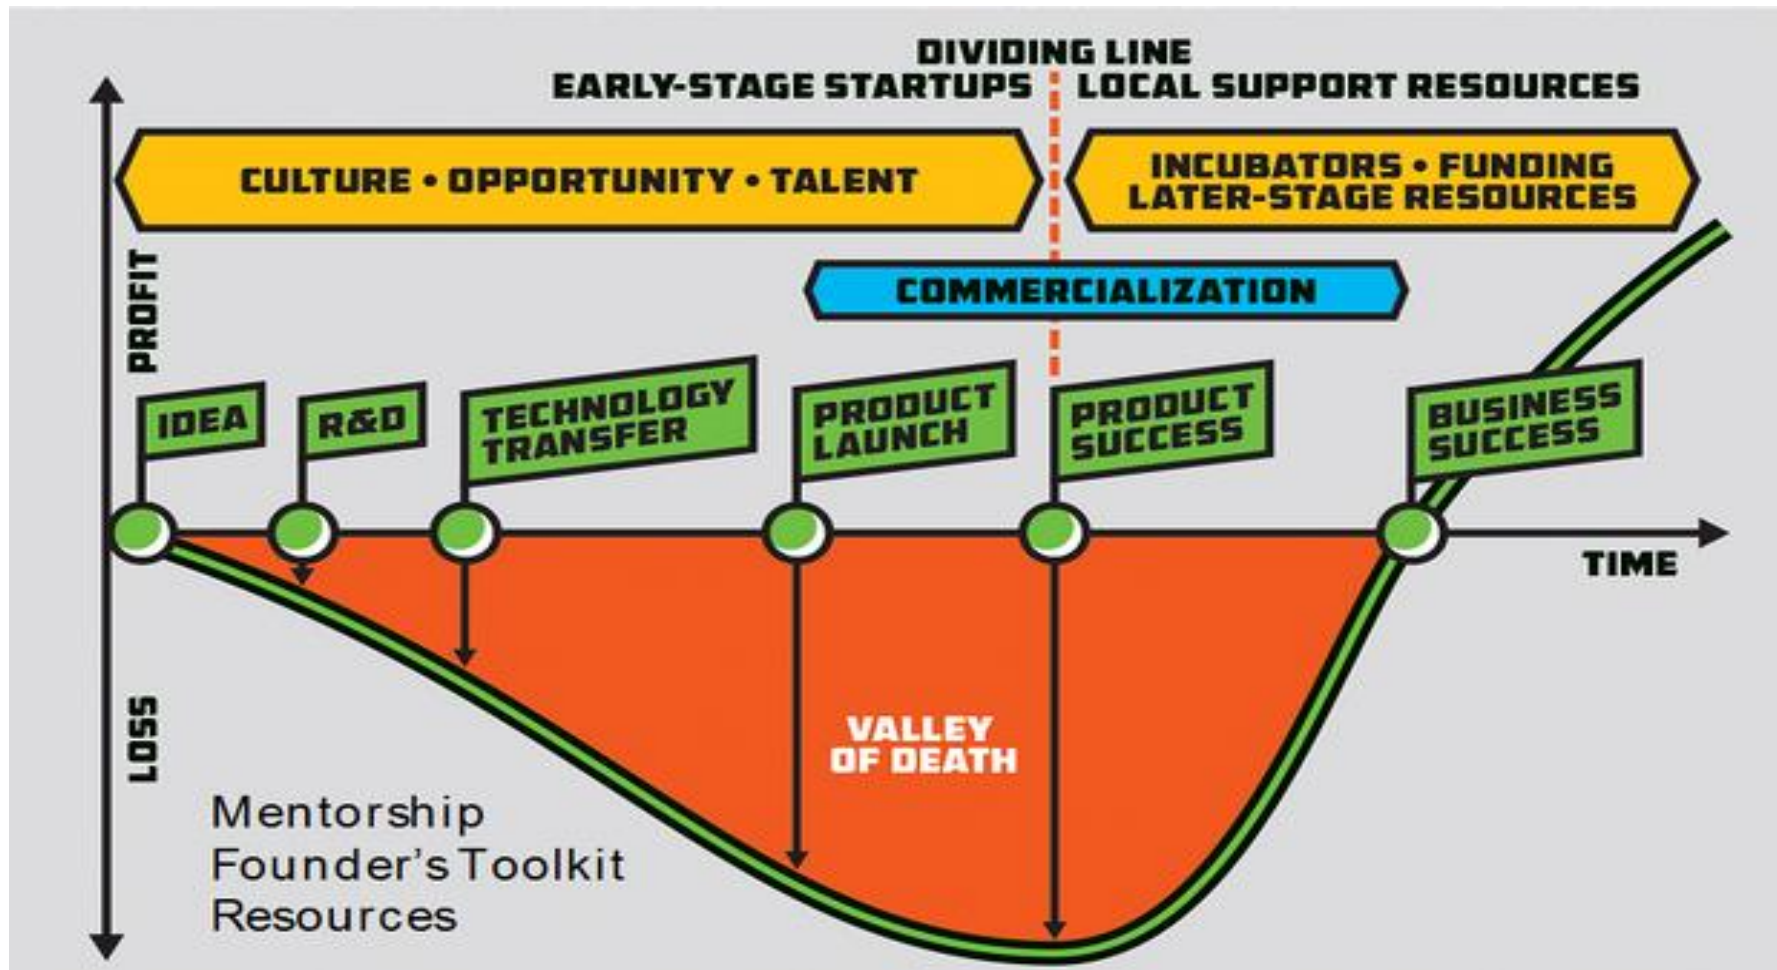 DIVIDING LINE
EARLY-STAGE STARTUPS
LOCAL SUPPORT RESOURCES
CULTURE • OPPORTUNITY • TALENT
INCUBATORS • FUNDING
LATER-STAGE RESOURCES
COMMERCIALIZATION
PROFIT
IDEA
R&D
TECHNOLOGY
TRANSFER
PRODUCT
LAUNCH
PRODUCT
SUCCESS
BUSINESS
SUCCESS
TIME
LOSS
VALLEY
OF DEATH
Mentorship
Founder’s Toolkit
Resources